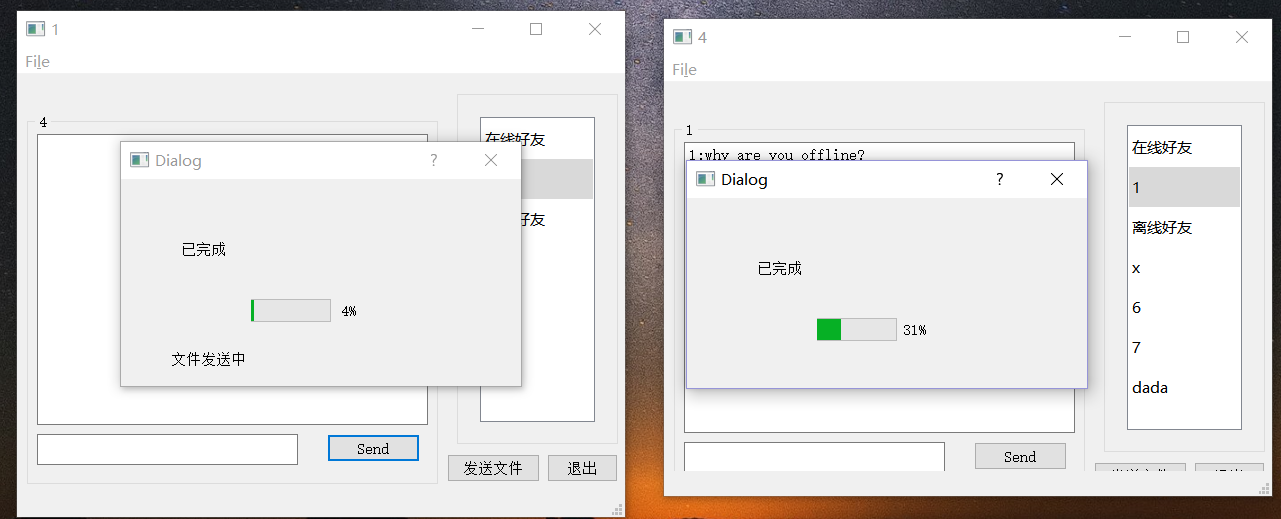 1
File
4
在线好友
Dialog
?
好友
已完成
4%
文件发送中
Send
发送文件
退出
4
File
1
1:why are you offline?
Dialog
?
已完成
31%
在线好友
1
离线好友
x
6
7
dada
Send